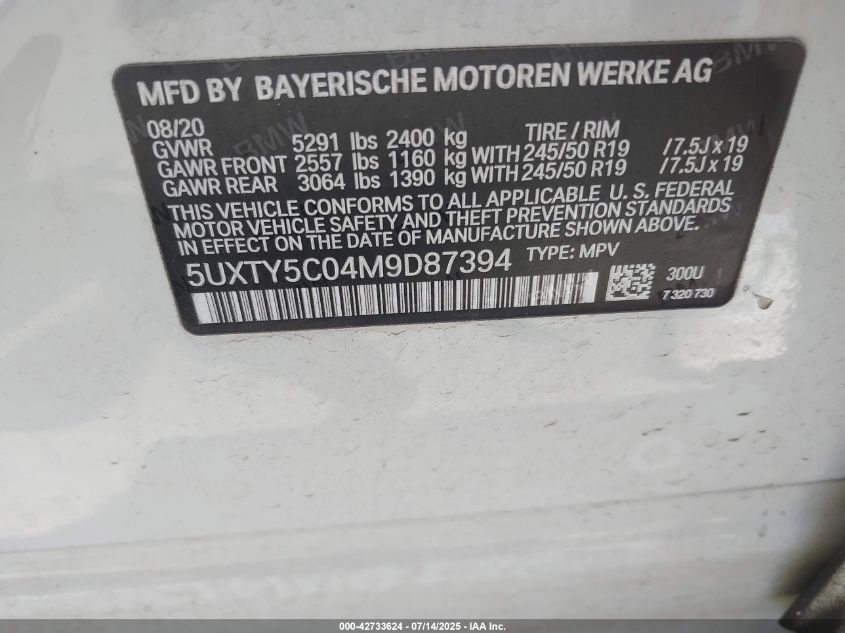 MFD BY BAYERISCHE MOTOREN WERKE AG
08/20 TIRE / RIM
GVWR 5291 lbs 2400 kg
GAWR FRONT 2557 lbs 1160 kg WITH 245/50 R19 / 7.5J x 19
GAWR REAR 3064 lbs 1390 kg WITH 245/50 R19 / 7.5J x 19
THIS VEHICLE CONFORMS TO ALL APPLICABLE U. S. FEDERAL
MOTOR VEHICLE SAFETY AND THEFT PREVENTION STANDARDS
IN EFFECT ON THE DATE OF MANUFACTURE SHOWN ABOVE.
5UXTY5C04M9D87394 TYPE: MPV
300U
7 320 730
000-42733624 - 07/14/2025 - IAA Inc.